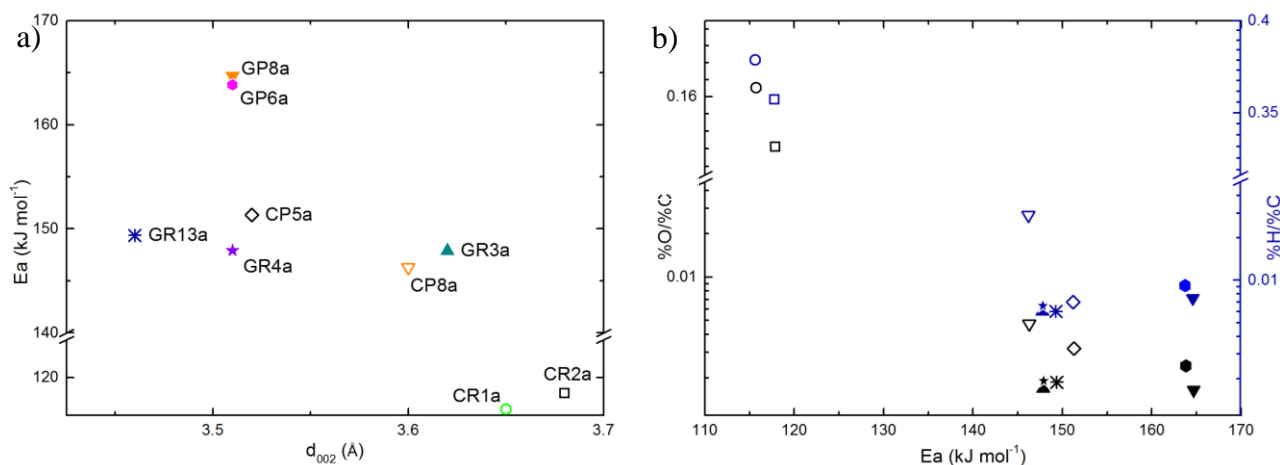 a)
170
160
150
140
120
Ea (kJ mol⁻¹)
GP8a
GP6a
CP5a
GR13a
GR4a
GR3a
CP8a
CR2a
CR1a
3.5
3.6
3.7
d₀₀₂ (Å)
b)
0.16
0.01
%O/%C
0.4
0.35
0.01
%H/%C
110
120
130
140
150
160
170
Ea (kJ mol⁻¹)